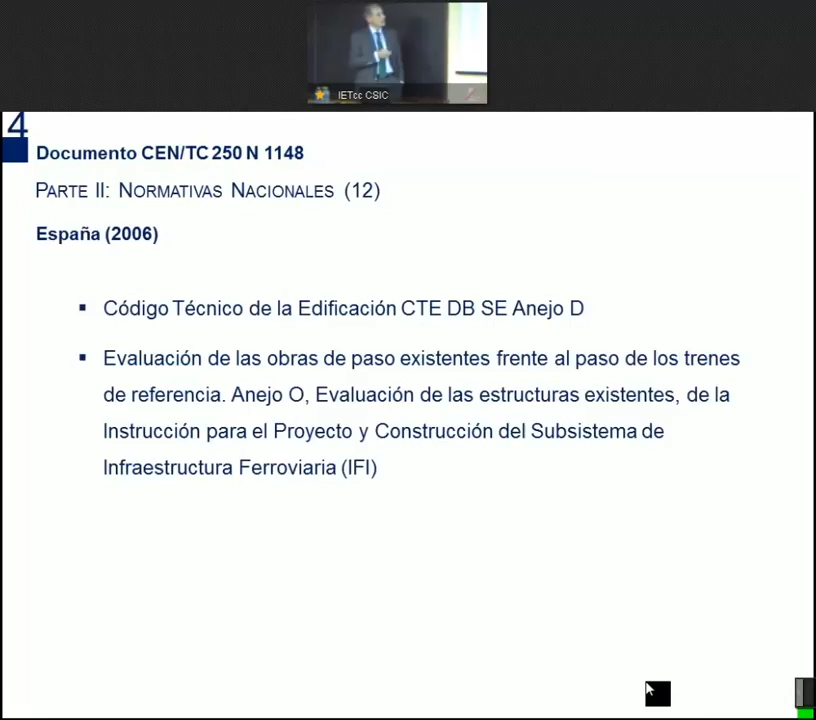 IETcc CSIC
4
Documento CEN/TC 250 N 1148
PARTE II: NORMATIVAS NACIONALES (12)
España (2006)
▪ Código Técnico de la Edificación CTE DB SE Anejo D
▪ Evaluación de las obras de paso existentes frente al paso de los trenes
de referencia. Anejo O, Evaluación de las estructuras existentes, de la
Instrucción para el Proyecto y Construcción del Subsistema de
Infraestructura Ferroviaria (IFI)